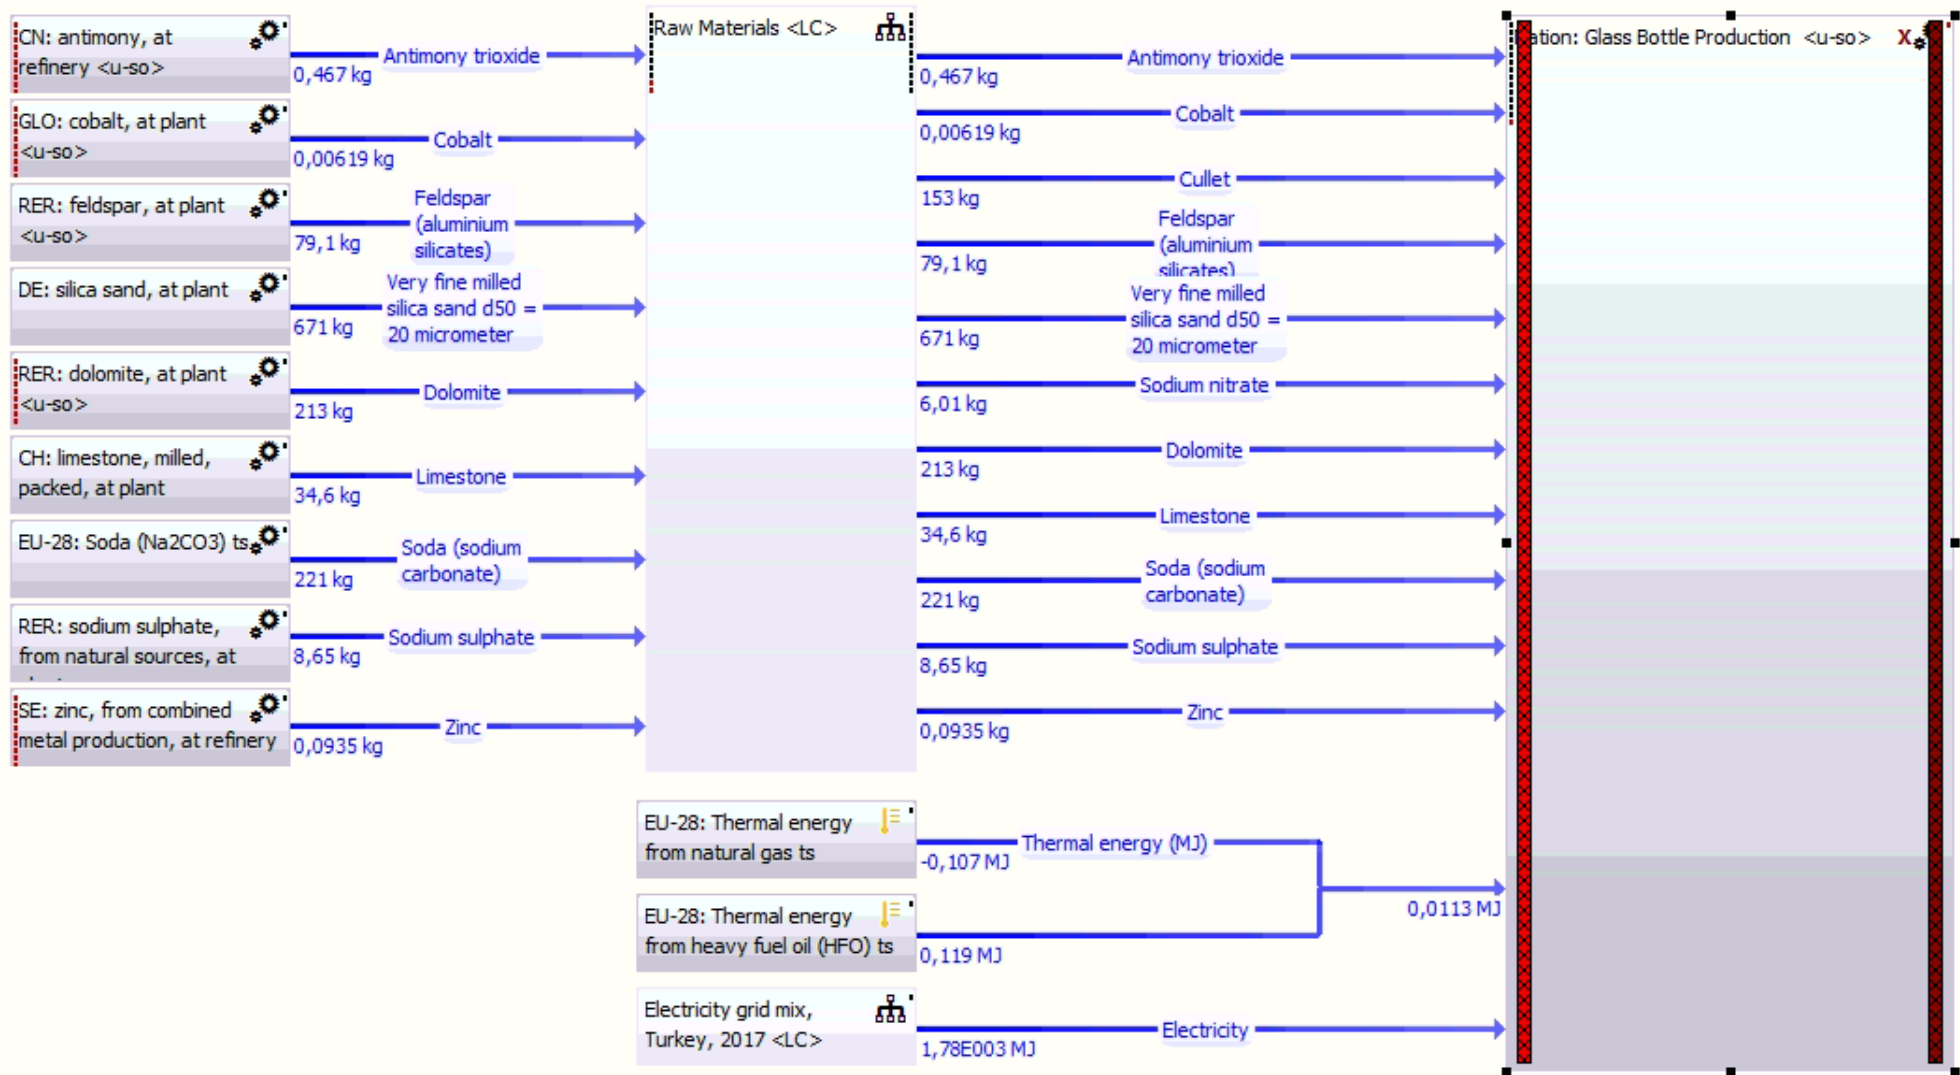 CN: antimony, at
refinery <u-so>
Antimony trioxide
0,467 kg
GLO: cobalt, at plant
<u-so>
Cobalt
0,00619 kg
RER: feldspar, at plant
<u-so>
Feldspar
(aluminium
silicates)
79,1 kg
DE: silica sand, at plant
Very fine milled
silica sand d50 =
20 micrometer
671 kg
RER: dolomite, at plant
<u-so>
Dolomite
213 kg
CH: limestone, milled,
packed, at plant
Limestone
34,6 kg
EU-28: Soda (Na2CO3) ts
Soda (sodium
carbonate)
221 kg
RER: sodium sulphate,
from natural sources, at
Sodium sulphate
8,65 kg
SE: zinc, from combined
metal production, at refinery
Zinc
0,0935 kg
Raw Materials <LC>
Antimony trioxide
0,467 kg
Cobalt
0,00619 kg
Cullet
153 kg
Feldspar
(aluminium
silicates)
79,1 kg
Very fine milled
silica sand d50 =
20 micrometer
671 kg
Sodium nitrate
6,01 kg
Dolomite
213 kg
Limestone
34,6 kg
Soda (sodium
carbonate)
221 kg
Sodium sulphate
8,65 kg
Zinc
0,0935 kg
EU-28: Thermal energy
from natural gas ts
Thermal energy (MJ)
-0,107 MJ
EU-28: Thermal energy
from heavy fuel oil (HFO) ts
0,119 MJ
0,0113 MJ
Electricity grid mix,
Turkey, 2017 <LC>
Electricity
1,78E003 MJ
ation: Glass Bottle Production <u-so> X